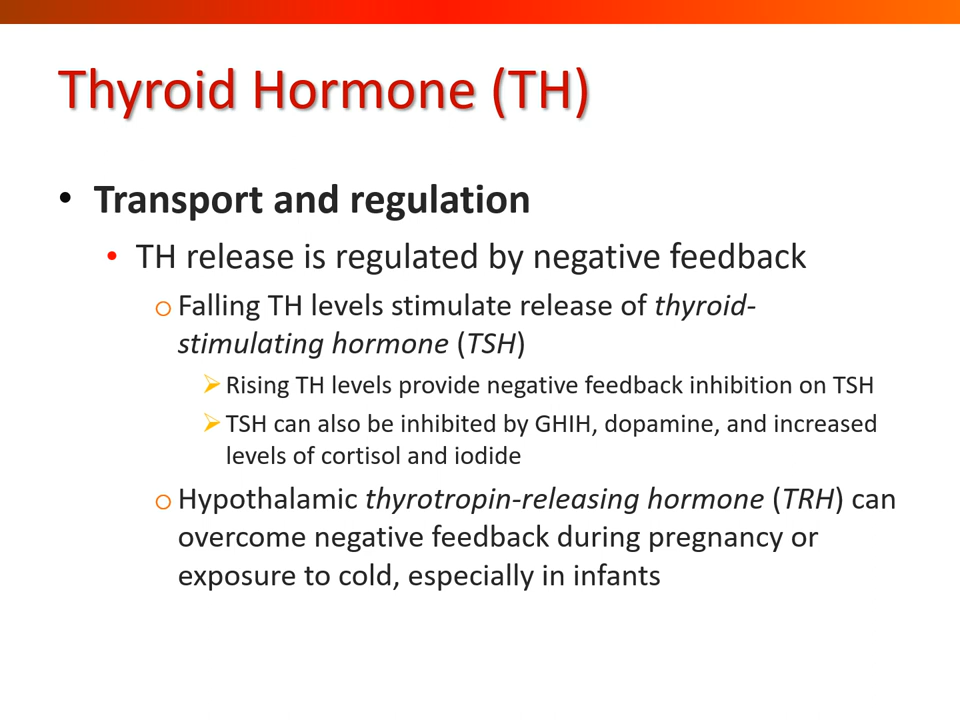 Thyroid Hormone (TH)
• Transport and regulation
• TH release is regulated by negative feedback
o Falling TH levels stimulate release of thyroid-
stimulating hormone (TSH)
➢ Rising TH levels provide negative feedback inhibition on TSH
➢ TSH can also be inhibited by GHIH, dopamine, and increased
levels of cortisol and iodide
o Hypothalamic thyrotropin-releasing hormone (TRH) can
overcome negative feedback during pregnancy or
exposure to cold, especially in infants